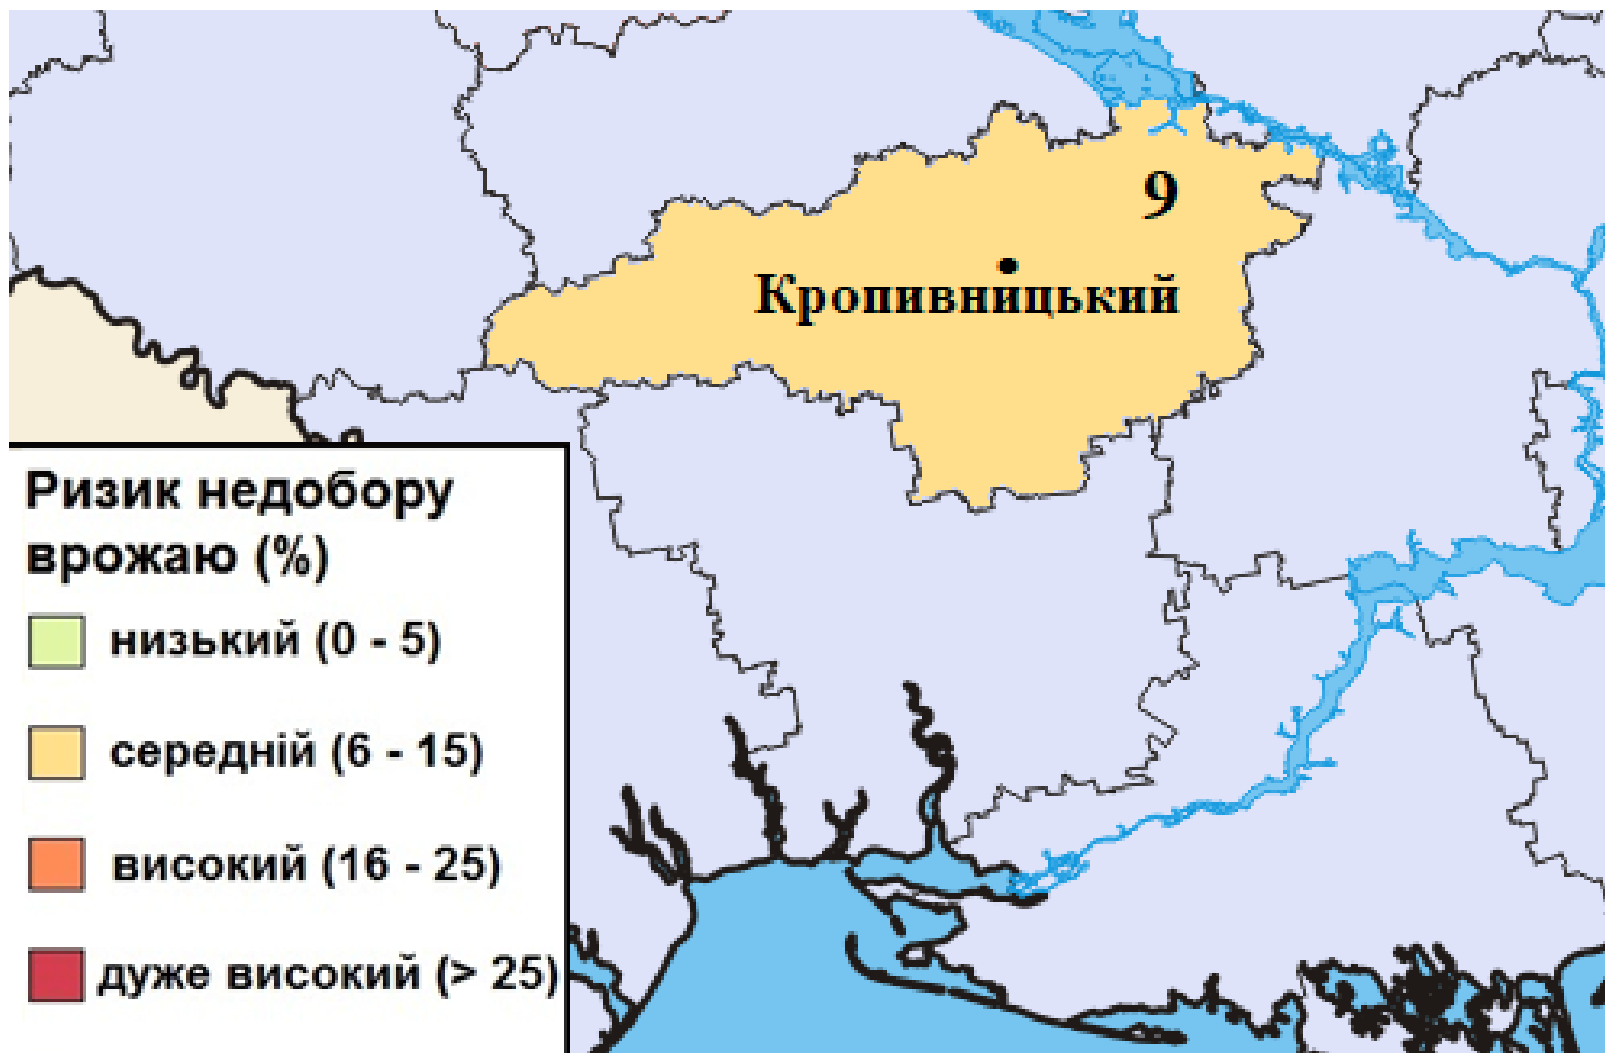 9
Кропивницький
Ризик недобору
врожаю (%)
низький (0 - 5)
середній (6 - 15)
високий (16 - 25)
дуже високий (> 25)